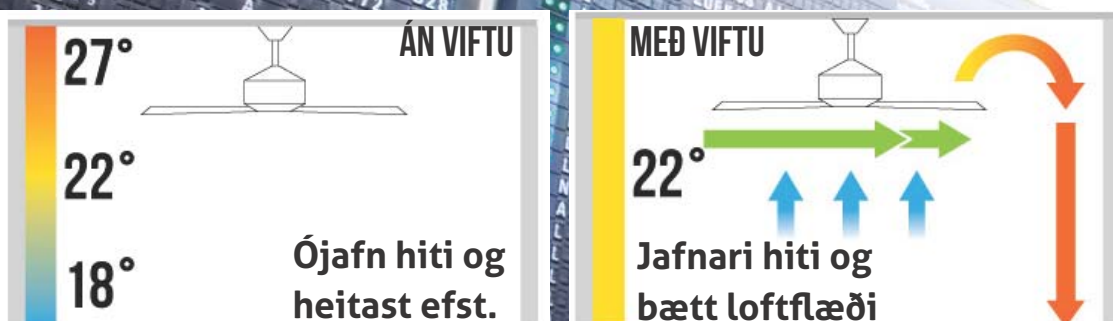 ÁN VIFTU
27°
22°
18°
Ójafn hiti og
heitast efst.
MEÐ VIFTU
22°
Jafnari hiti og
bætt loftflæði